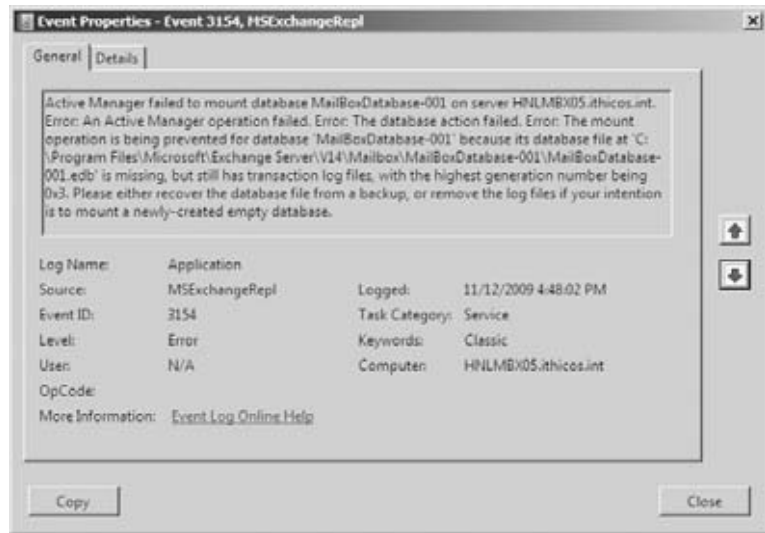 Event Properties - Event 3154, MSExchangeRepl
General
Details
Active Manager failed to mount database MailBoxDatabase-001 on server HNLMBX05.ithicos.int.
Error: An Active Manager operation failed. Error: The database action failed. Error: The mount
operation is being prevented for database 'MailBoxDatabase-001' because its database file at 'C:
\Program Files\Microsoft\Exchange Server\V14\Mailbox\MailBoxDatabase-001\MailBoxDatabase-
001.edb' is missing, but still has transaction log files, with the highest generation number being
0x3. Please either recover the database file from a backup, or remove the log files if your intention
is to mount a newly-created empty database.
Log Name: Application
Source: MSExchangeRepl Logged: 11/12/2009 4:48:02 PM
Event ID: 3154 Task Category: Service
Level: Error Keywords: Classic
User: N/A Computer: HNLMBX05.ithicos.int
OpCode:
More Information: Event Log Online Help
Copy
Close